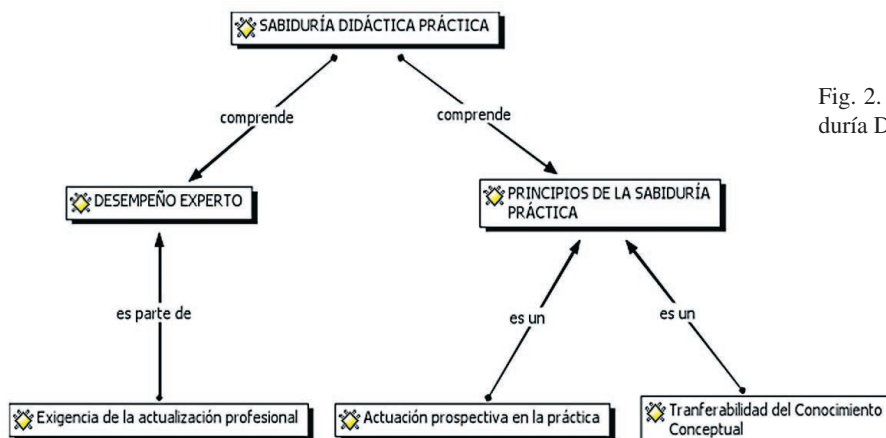 SABIDURÍA DIDÁCTICA PRÁCTICA
Fig. 2.
duría D
comprende
comprende
DESEMPEÑO EXPERTO
PRINCIPIOS DE LA SABIDURÍA
PRÁCTICA
es parte de
es un
es un
Exigencia de la actualización profesional
Actuación prospectiva en la práctica
Tranferabilidad del Conocimiento
Conceptual